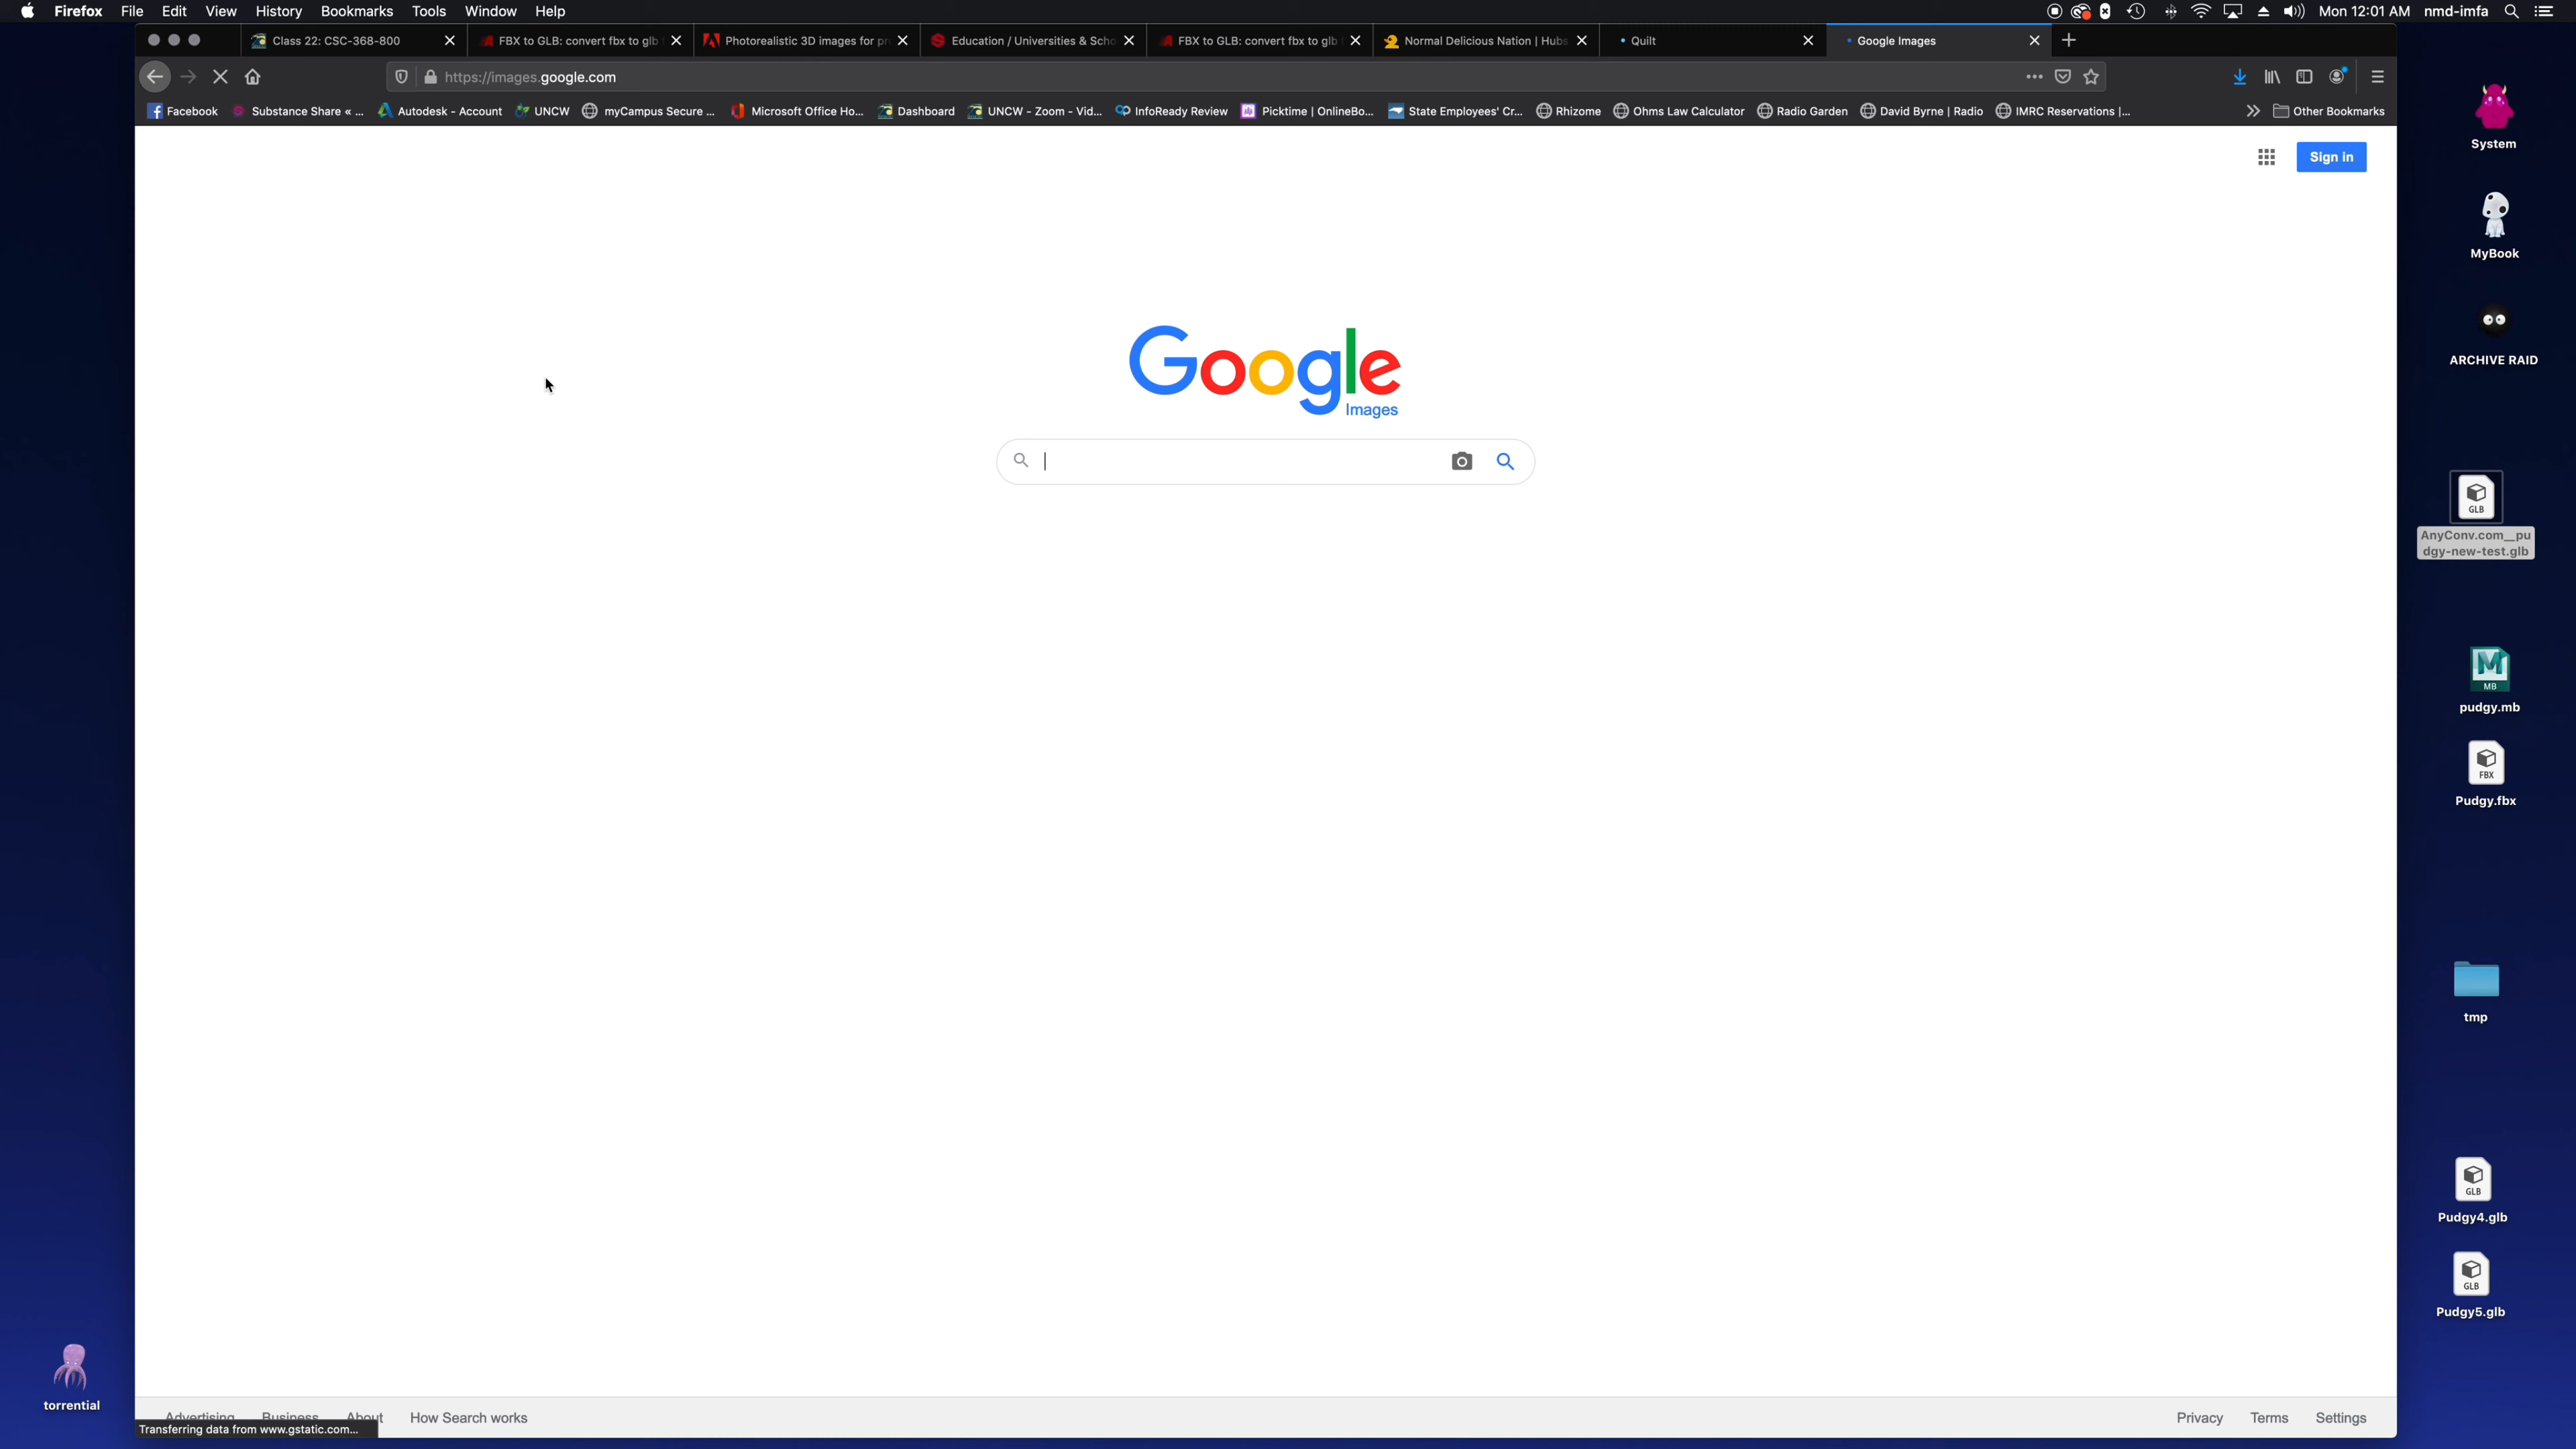 Firefox File Edit View History Bookmarks Tools Window Help
Mon 12:01 AM nmd-imfa
Class 22: CSC-368-800
FBX to GLB: convert fbx to glb
Photorealistic 3D images for pr
Education / Universities & Scho
FBX to GLB: convert fbx to glb
Normal Delicious Nation | Hubs
Quilt
Google Images
https://images.google.com
Facebook
Substance Share « ...
Autodesk - Account
UNCW
myCampus Secure ...
Microsoft Office Ho...
Dashboard
UNCW - Zoom - Vid...
InfoReady Review
Picktime | OnlineBo...
State Employees' Cr...
Rhizome
Ohms Law Calculator
Radio Garden
David Byrne | Radio
IMRC Reservations |...
Other Bookmarks
Sign in
Google
Images
System
MyBook
ARCHIVE RAID
GLB
AnyConv.com__pu
dgy-new-test.glb
M
MB
pudgy.mb
FBX
Pudgy.fbx
tmp
GLB
Pudgy4.glb
GLB
Pudgy5.glb
torrential
Advertising Business About How Search works
Privacy Terms Settings
Transferring data from www.gstatic.com...